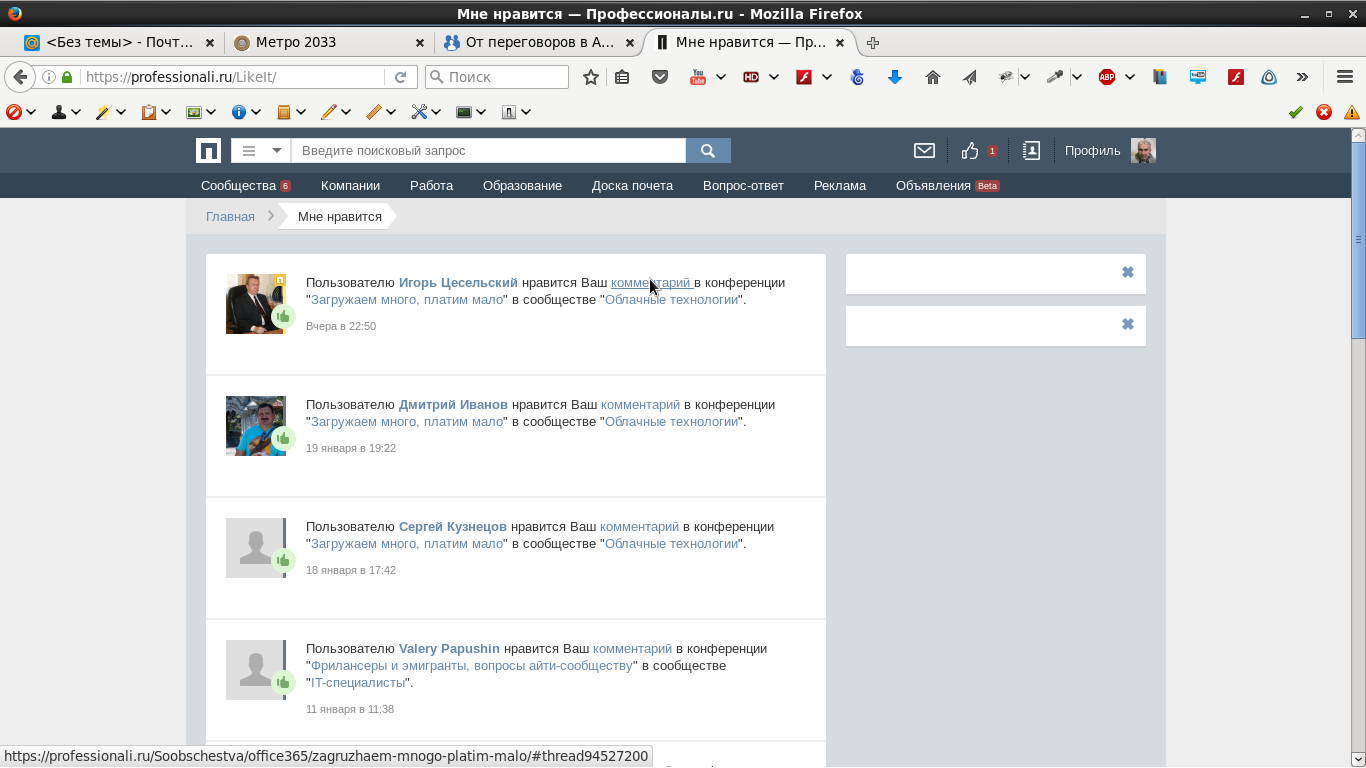 Мне нравится — Профессионалы.ru - Mozilla Firefox
<Без темы> - Почт...
Метро 2033
От переговоров в А...
Мне нравится — Пр...
https://professionali.ru/LikeIt/
Поиск
You Tube
HD
ABP
Введите поисковый запрос
1
Профиль
Сообщества 6
Компании
Работа
Образование
Доска почета
Вопрос-ответ
Реклама
Объявления Beta
Главная
Мне нравится
Пользователю Игорь Цесельский нравится Ваш комментарий в конференции
"Загружаем много, платим мало" в сообществе "Облачные технологии".
Вчера в 22:50
Пользователю Дмитрий Иванов нравится Ваш комментарий в конференции
"Загружаем много, платим мало" в сообществе "Облачные технологии".
19 января в 19:22
Пользователю Сергей Кузнецов нравится Ваш комментарий в конференции
"Загружаем много, платим мало" в сообществе "Облачные технологии".
18 января в 17:42
Пользователю Valery Papushin нравится Ваш комментарий в конференции
"Фрилансеры и эмигранты, вопросы айти-сообществу" в сообществе
"IT-специалисты".
11 января в 11:38
https://professionali.ru/Soobschestva/office365/zagruzhaem-mnogo-platim-malo/#thread94527200